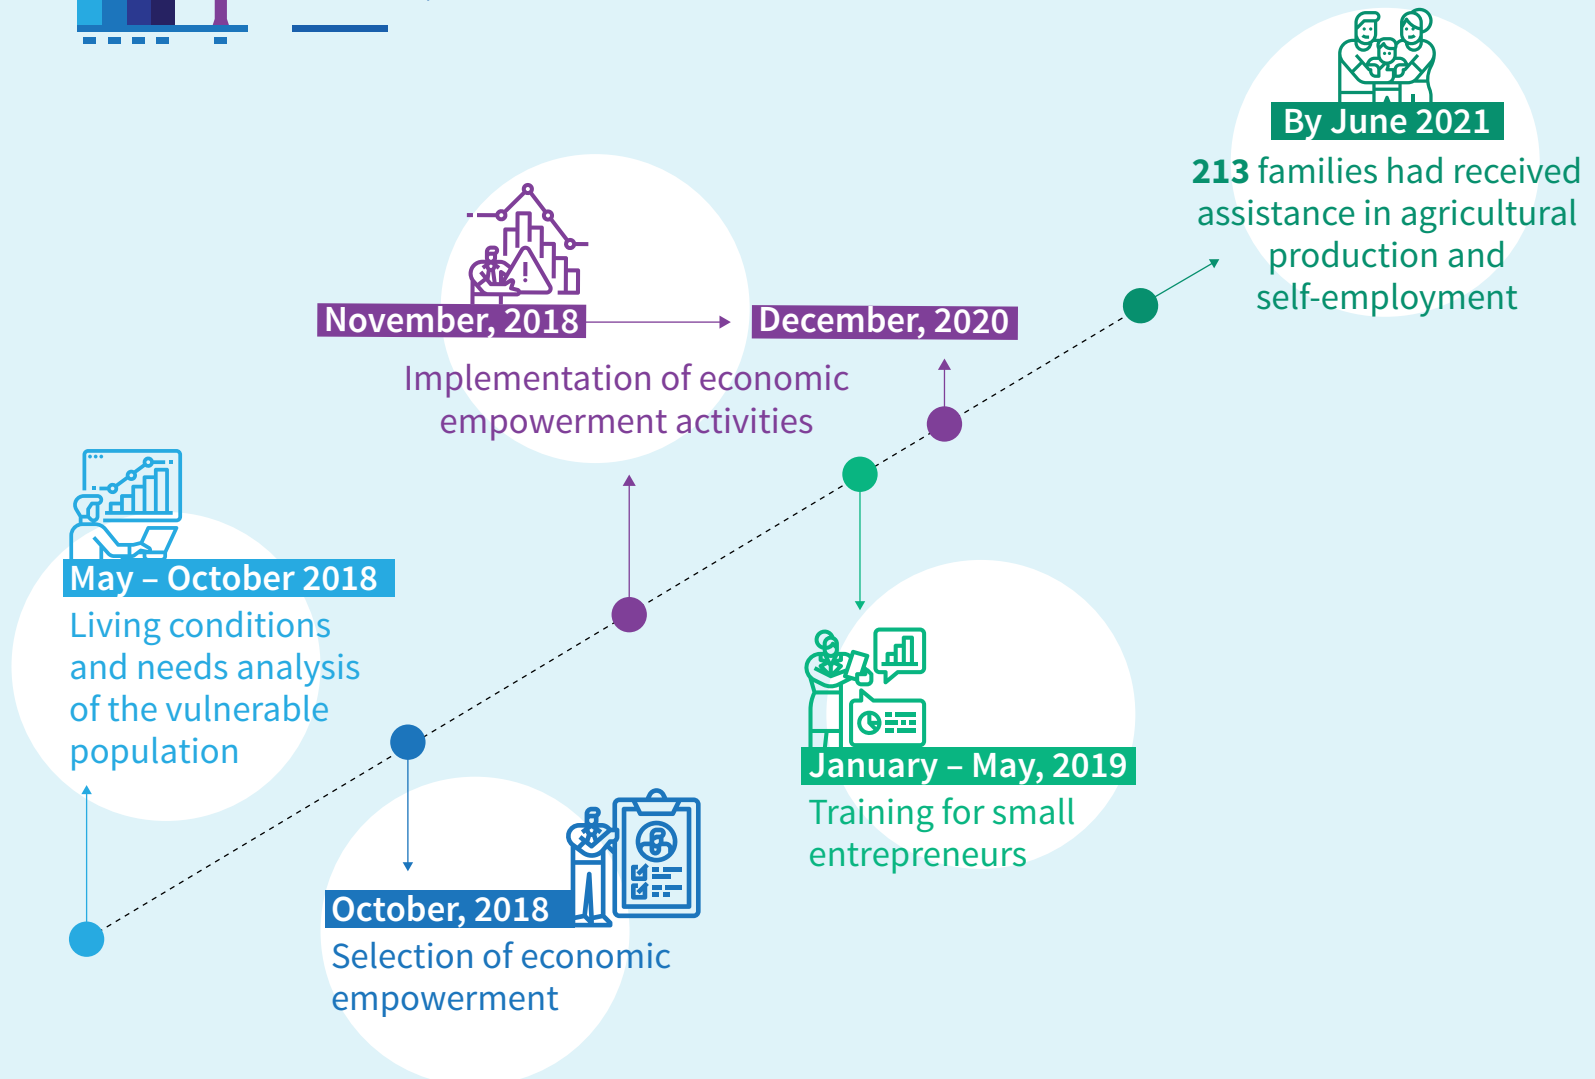 May – October 2018
Living conditions
and needs analysis
of the vulnerable
population
October, 2018
Selection of economic
empowerment
November, 2018
December, 2020
Implementation of economic
empowerment activities
January – May, 2019
Training for small
entrepreneurs
By June 2021
213 families had received
assistance in agricultural
production and
self-employment